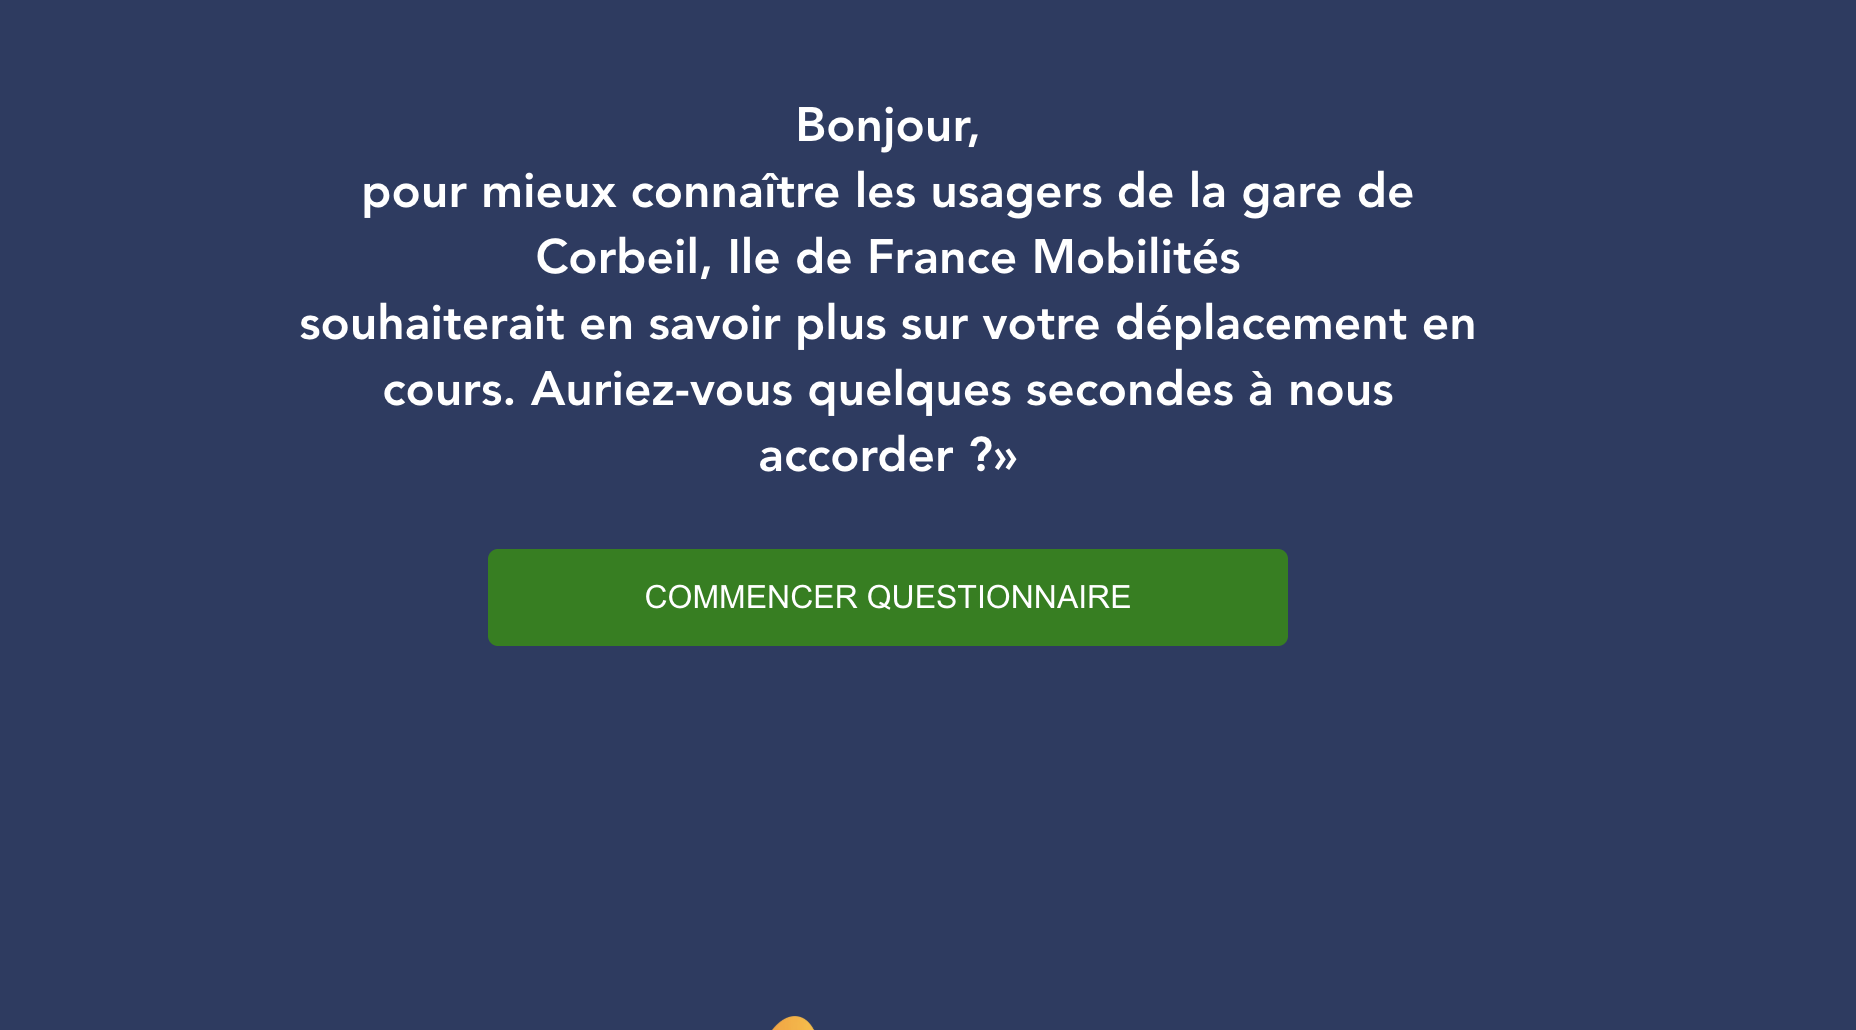 Bonjour,
pour mieux connaître les usagers de la gare de
Corbeil, Ile de France Mobilités
souhaiterait en savoir plus sur votre déplacement en
cours. Auriez-vous quelques secondes à nous
accorder ?»
COMMENCER QUESTIONNAIRE